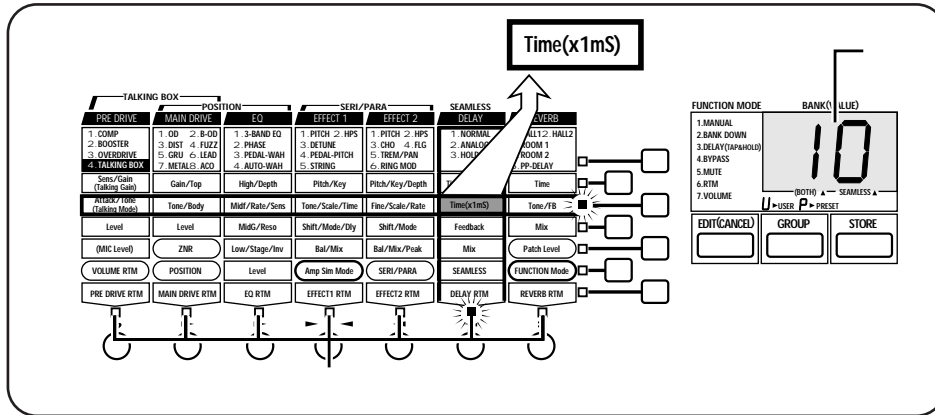 Time(x1mS)
TALKING BOX
POSITION
SERI/PARA
SEAMLESS
PRE DRIVE
MAIN DRIVE
EQ
EFFECT 1
EFFECT 2
DELAY
REVERB
1.COMP
2.BOOSTER
3.OVERDRIVE
4.TALKING BOX
1.OD 2.B-OD
3.DIST 4.FUZZ
5.GRU 6.LEAD
7.METAL 8.ACO
1.3-BAND EQ
2.PHASE
3.PEDAL-WAH
4.AUTO-WAH
1.PITCH 2.HPS
3.DETUNE
4.PEDAL-PITCH
5.STRING
1.PITCH 2.HPS
3.CHO 4.FLG
5.TREM/PAN
6.RING MOD
1.NORMAL
2.ANALO
3.HOL
ALL1 2.HALL2
ROOM 1
ROOM 2
.PP-DELAY
Sens/Gain
(Talking Gain)
Gain/Top
High/Depth
Pitch/Key
Pitch/Key/Depth
Time
Attack/Tone
(Talking Mode)
Tone/Body
Midf/Rate/Sens
Tone/Scale/Time
Fine/Scale/Rate
Time(x1mS)
Tone/FB
Level
Level
MidG/Reso
Shift/Mode/Dly
Shift/Mode
Feedback
Mix
(MIC Level)
ZNR
Low/Stage/Inv
Bal/Mix
Bal/Mix/Peak
Mix
Patch Level
VOLUME RTM
POSITION
Level
Amp Sim Mode
SERI/PARA
SEAMLESS
FUNCTION Mode
PRE DRIVE RTM
MAIN DRIVE RTM
EQ RTM
EFFECT1 RTM
EFFECT2 RTM
DELAY RTM
REVERB RTM
FUNCTION MODE
BANK(VALUE)
1.MANUAL
2.BANK DOWN
3.DELAY(TAP&HOLD)
4.BYPASS
5.MUTE
6.RTM
7.VOLUME
10
(BOTH) ▲ SEAMLESS ▲
U ►USER P ►PRESET
EDIT(CANCEL)
GROUP
STORE